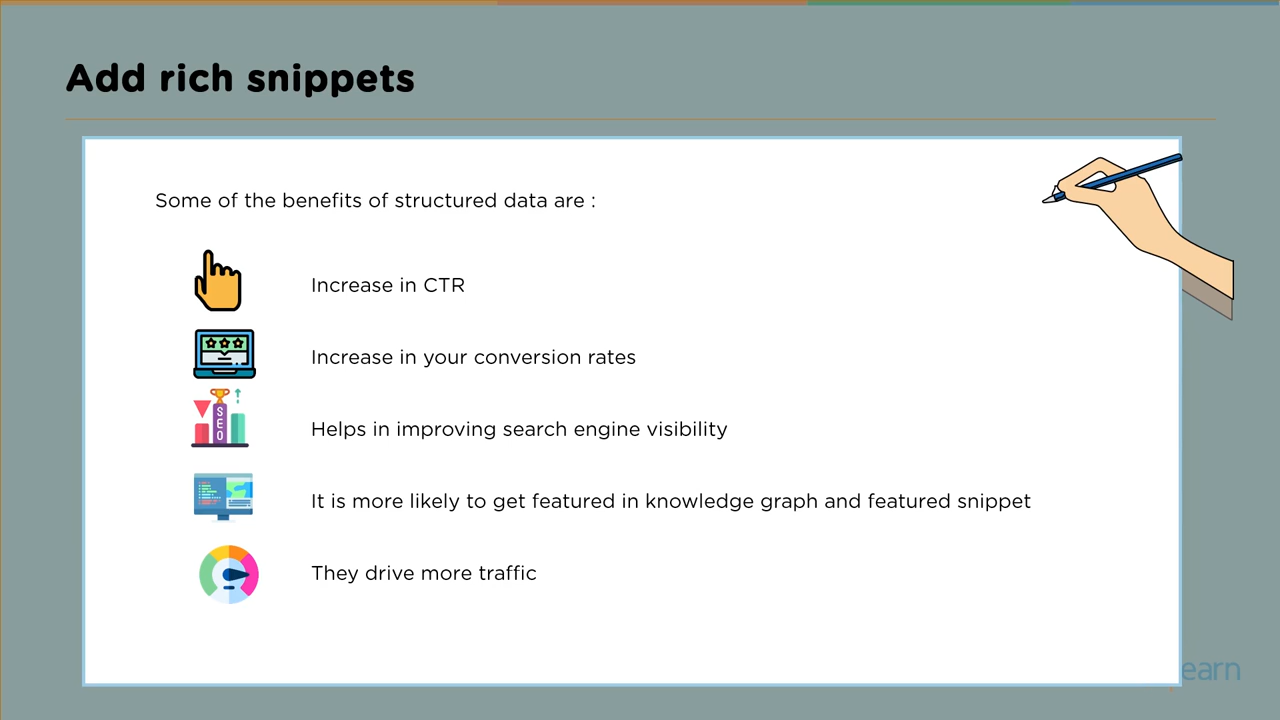 Add rich snippets
Some of the benefits of structured data are :
Increase in CTR
Increase in your conversion rates
SEO
Helps in improving search engine visibility
It is more likely to get featured in knowledge graph and featured snippet
They drive more traffic
earn